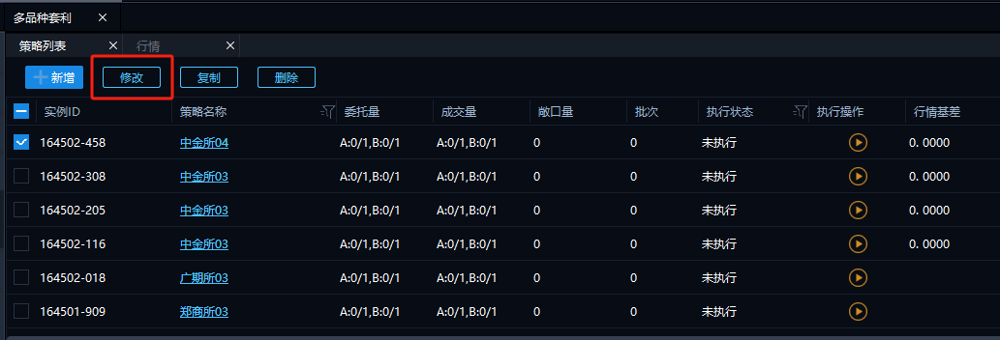 多品种套利
策略列表 行情
新增 修改 复制 删除
实例ID 策略名称 委托量 成交量 敞口量 批次 执行状态 执行操作 行情基差
164502-458 中金所04 A:0/1,B:0/1 A:0/1,B:0/1 0 0 未执行 0. 0000
164502-308 中金所03 A:0/1,B:0/1 A:0/1,B:0/1 0 0 未执行 0. 0000
164502-205 中金所03 A:0/1,B:0/1 A:0/1,B:0/1 0 0 未执行 0. 0000
164502-116 中金所03 A:0/1,B:0/1 A:0/1,B:0/1 0 0 未执行 0. 0000
164502-018 广期所03 A:0/1,B:0/1 A:0/1,B:0/1 0 0 未执行
164501-909 郑商所03 A:0/1,B:0/1 A:0/1,B:0/1 0 0 未执行